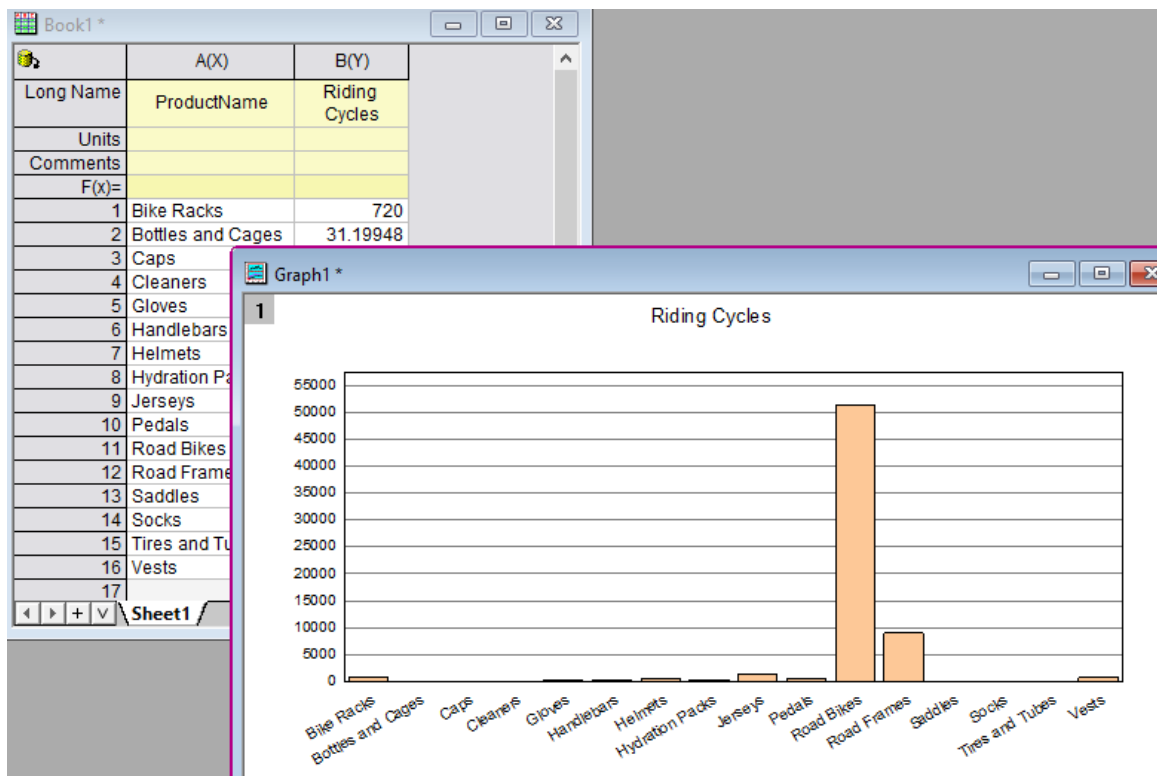 Book1 *
A(X) B(Y)
Long Name ProductName Riding
Cycles
Units
Comments
F(x)=
1 Bike Racks 720
2 Bottles and Cages 31.19948
3 Caps
4 Cleaners
5 Gloves
6 Handlebars
7 Helmets
8 Hydration Pa
9 Jerseys
10 Pedals
11 Road Bikes
12 Road Frame
13 Saddles
14 Socks
15 Tires and Tu
16 Vests
17
+ Sheet1
Graph1 *
1
Riding Cycles
55000
50000
45000
40000
35000
30000
25000
20000
15000
10000
5000
0
Bike Racks
Bottles and Cages
Caps
Cleaners
Gloves
Handlebars
Helmets
Hydration Packs
Jerseys
Pedals
Road Bikes
Road Frames
Saddles
Socks
Tires and Tubes
Vests